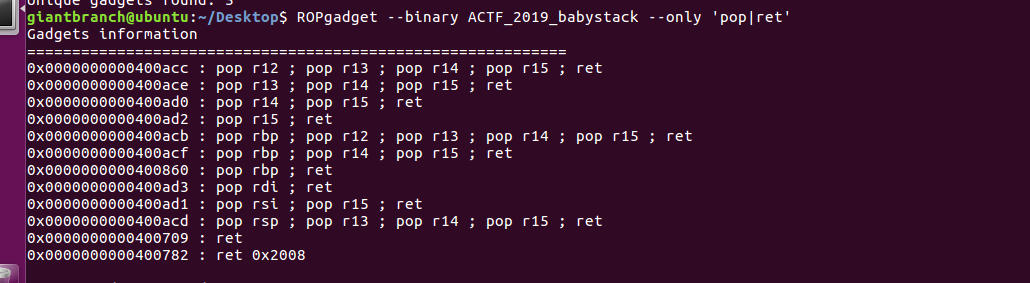 Unique gadgets found: 5
giantbranch@ubuntu:~/Desktop$ ROPgadget --binary ACTF_2019_babystack --only 'pop|ret'
Gadgets information
============================================================
0x0000000000400acc : pop r12 ; pop r13 ; pop r14 ; pop r15 ; ret
0x0000000000400ace : pop r13 ; pop r14 ; pop r15 ; ret
0x0000000000400ad0 : pop r14 ; pop r15 ; ret
0x0000000000400ad2 : pop r15 ; ret
0x0000000000400acb : pop rbp ; pop r12 ; pop r13 ; pop r14 ; pop r15 ; ret
0x0000000000400acf : pop rbp ; pop r14 ; pop r15 ; ret
0x0000000000400860 : pop rbp ; ret
0x0000000000400ad3 : pop rdi ; ret
0x0000000000400ad1 : pop rsi ; pop r15 ; ret
0x0000000000400acd : pop rsp ; pop r13 ; pop r14 ; pop r15 ; ret
0x0000000000400709 : ret
0x0000000000400782 : ret 0x2008